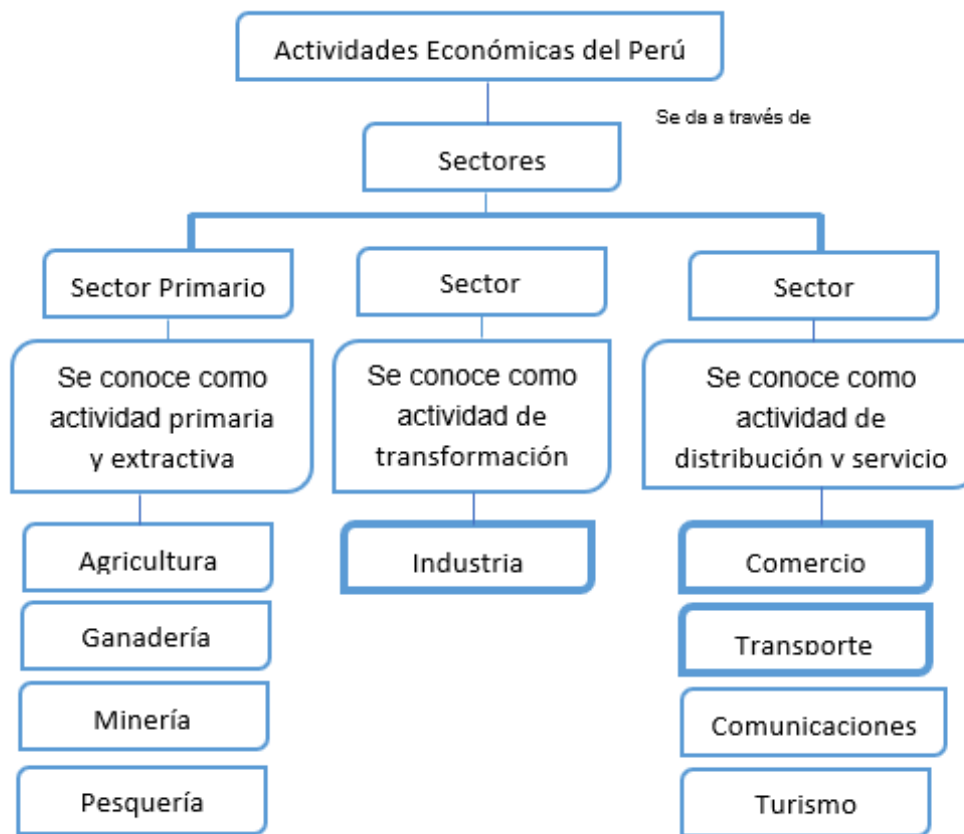 Actividades Económicas del Perú
Se da a través de
Sectores
Sector Primario
Sector
Sector
Se conoce como
actividad primaria
y extractiva
Se conoce como
actividad de
transformación
Se conoce como
actividad de
distribución y servicio
Agricultura
Industria
Comercio
Ganadería
Transporte
Minería
Comunicaciones
Pesquería
Turismo